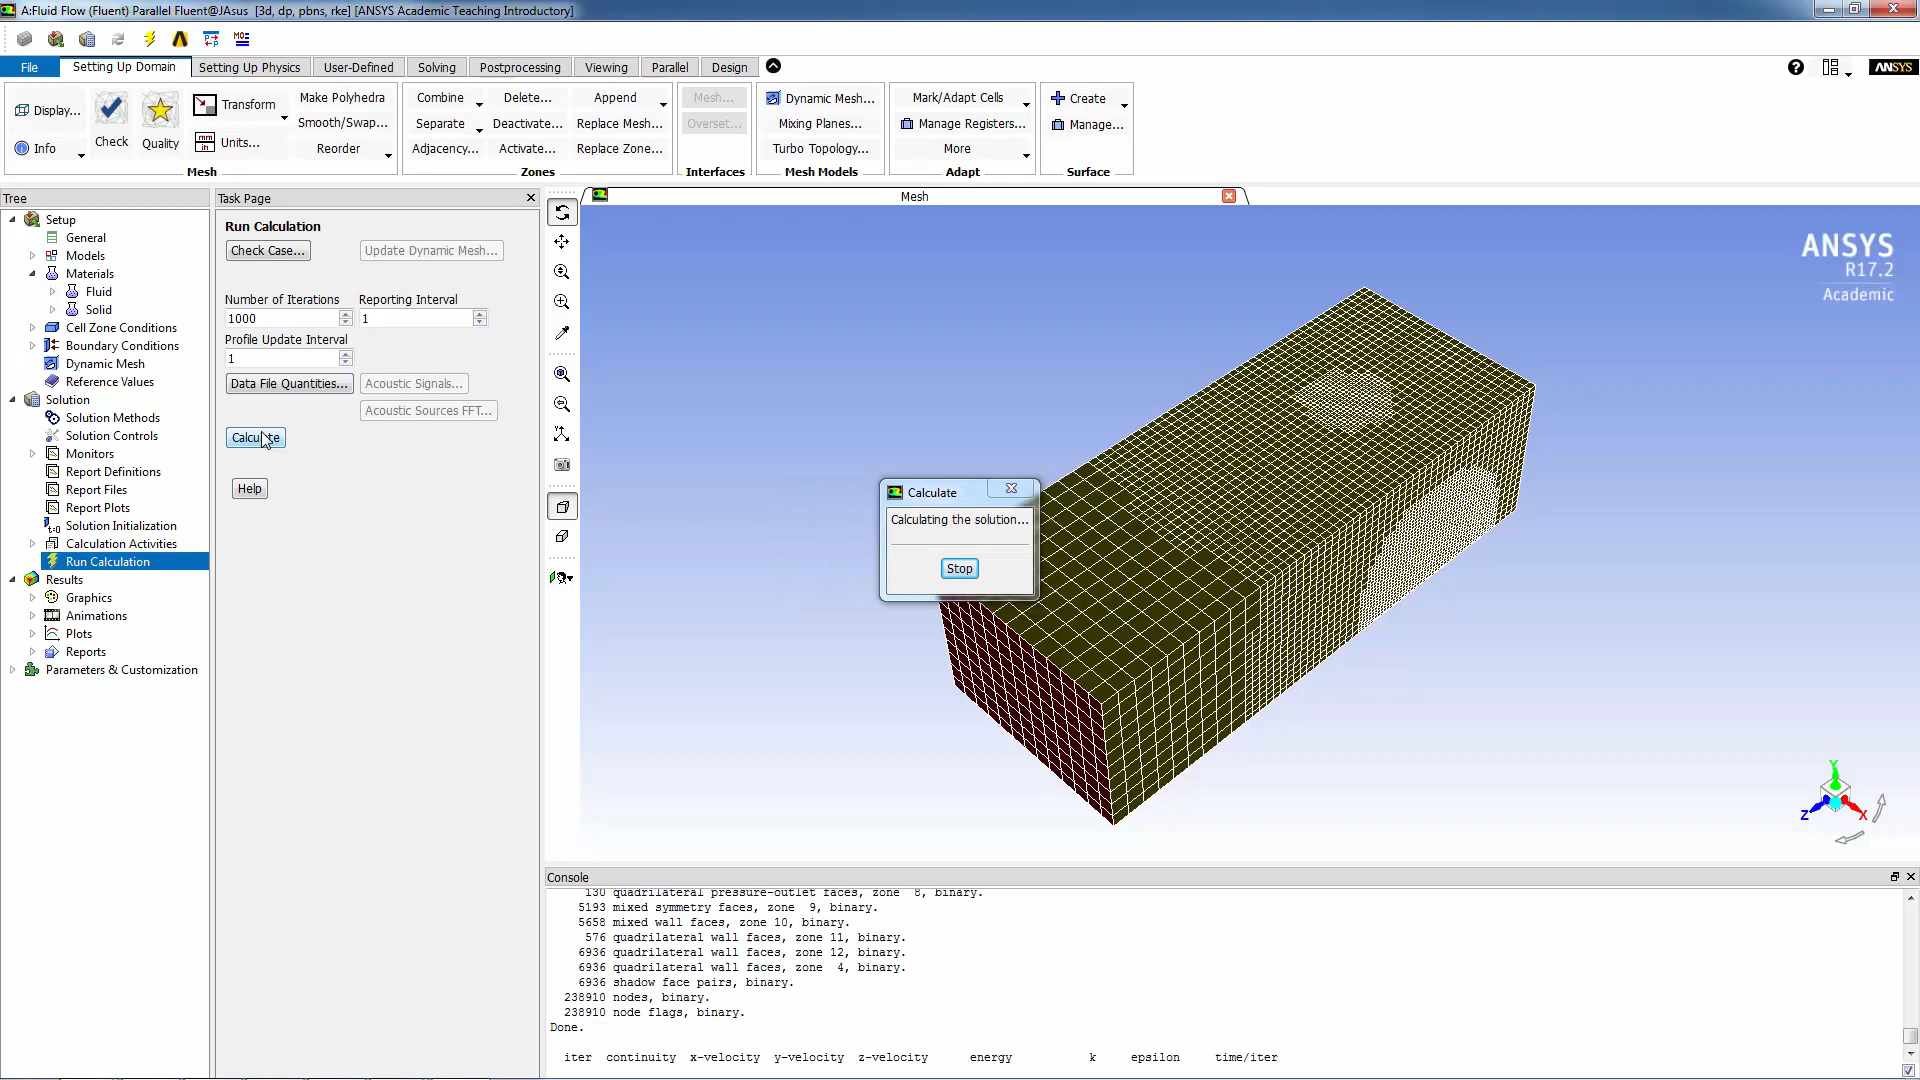 A:Fluid Flow (Fluent) Parallel Fluent@JAsus [3d, dp, pbns, rke] [ANSYS Academic Teaching Introductory]
File Setting Up Domain Setting Up Physics User-Defined Solving Postprocessing Viewing Parallel Design ANSYS
Display... Check Quality Transform Make Polyhedra Combine Delete... Append Mesh... Dynamic Mesh... Mark/Adapt Cells Create
Info Units... Smooth/Swap... Separate Deactivate... Replace Mesh... Overset... Mixing Planes... Manage Registers... Manage...
Reorder Adjacency... Activate... Replace Zone... Turbo Topology... More
Mesh Zones Interfaces Mesh Models Adapt Surface
Tree
Setup
General
Models
Materials
Fluid
Solid
Cell Zone Conditions
Boundary Conditions
Dynamic Mesh
Reference Values
Solution
Solution Methods
Solution Controls
Monitors
Report Definitions
Report Files
Report Plots
Solution Initialization
Calculation Activities
Run Calculation
Results
Graphics
Animations
Plots
Reports
Parameters & Customization
Task Page
Run Calculation
Check Case... Update Dynamic Mesh...
Number of Iterations Reporting Interval
1000 1
Profile Update Interval
1
Data File Quantities... Acoustic Signals...
Acoustic Sources FFT...
Calculate
Help
Mesh
ANSYS
R17.2
Academic
Calculate
Calculating the solution...
Stop
Y
Z X
Console
130 quadrilateral pressure-outlet faces, zone 8, binary.
5193 mixed symmetry faces, zone 9, binary.
5658 mixed wall faces, zone 10, binary.
576 quadrilateral wall faces, zone 11, binary.
6936 quadrilateral wall faces, zone 12, binary.
6936 quadrilateral wall faces, zone 4, binary.
6936 shadow face pairs, binary.
238910 nodes, binary.
238910 node flags, binary.
Done.
iter continuity x-velocity y-velocity z-velocity energy k epsilon time/iter